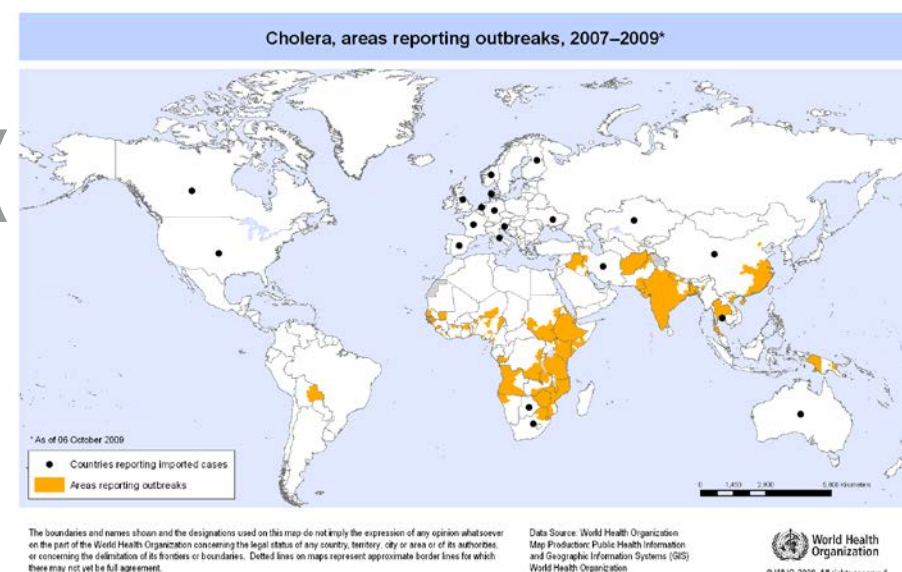 Cholera, areas reporting outbreaks, 2007–2009*
* As of 06 October 2009
Countries reporting imported cases
Areas reporting outbreaks
0 1,450 2,900 5,800 Kilometers
The boundaries and names shown and the designations used on this map do not imply the expression of any opinion whatsoever
on the part of the World Health Organization concerning the legal status of any country, territory, city or area or of its authorities,
or concerning the delimitation of its frontiers or boundaries. Dotted lines on maps represent approximate border lines for which
there may not yet be full agreement.
Data Source: World Health Organization
Map Production: Public Health Information
and Geographic Information Systems (GIS)
World Health Organization
World Health
Organization
© WHO 2009. All rights reserved